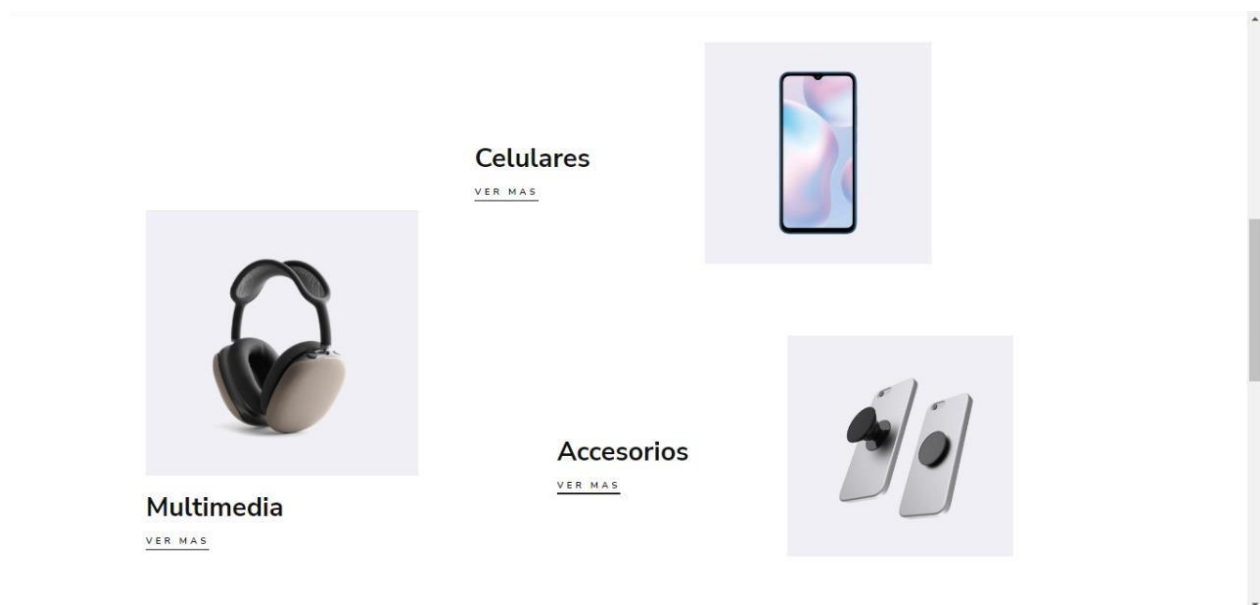 Celulares
VER MAS
Accesorios
VER MAS
Multimedia
VER MAS